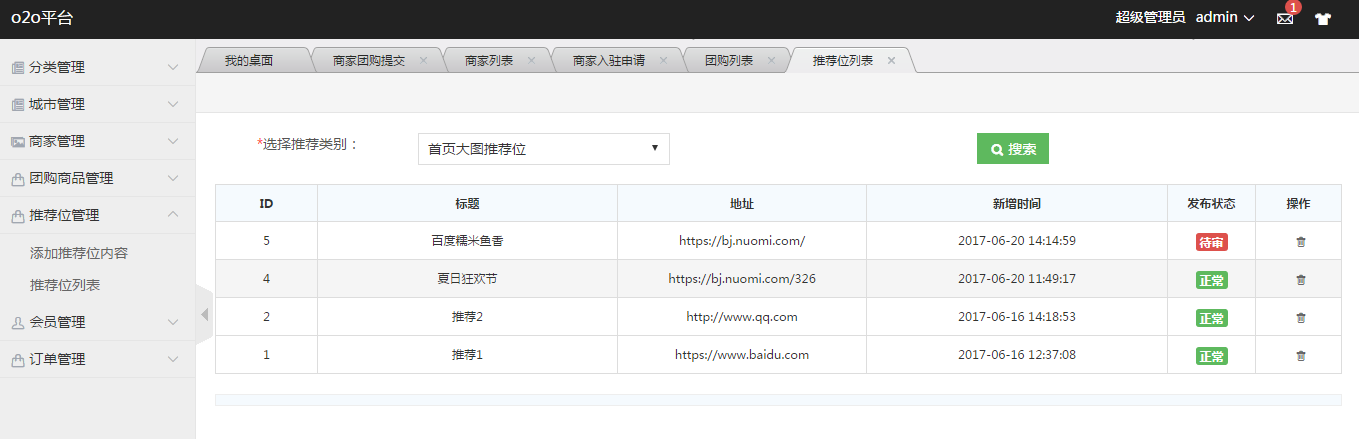 o2o平台
超级管理员 admin
1
分类管理
城市管理
商家管理
团购商品管理
推荐位管理
添加推荐位内容
推荐位列表
会员管理
订单管理
我的桌面 商家团购提交 × 商家列表 × 商家入驻申请 × 团购列表 × 推荐位列表 ×
*选择推荐类别： 首页大图推荐位 搜索
ID 标题 地址 新增时间 发布状态 操作
5 百度糯米鱼香 https://bj.nuomi.com/ 2017-06-20 14:14:59 待审
4 夏日狂欢节 https://bj.nuomi.com/326 2017-06-20 11:49:17 正常
2 推荐2 http://www.qq.com 2017-06-16 14:18:53 正常
1 推荐1 https://www.baidu.com 2017-06-16 12:37:08 正常